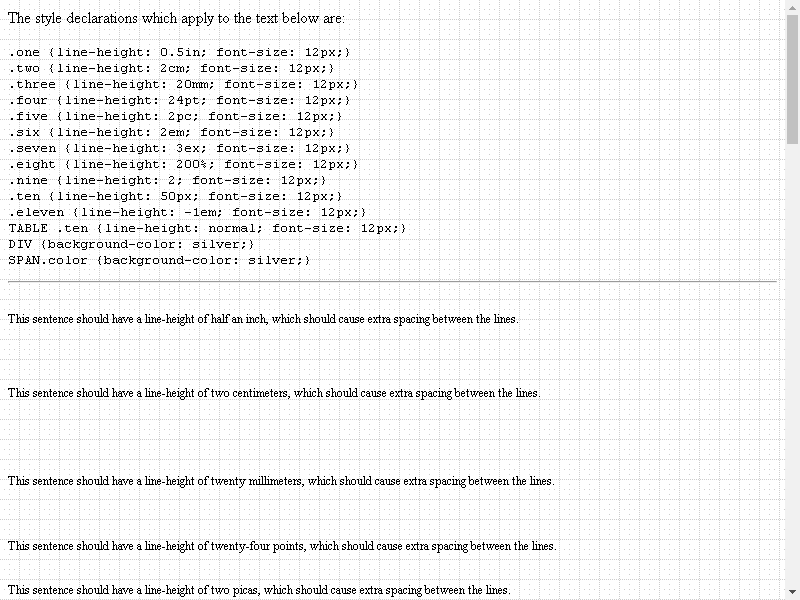 The style declarations which apply to the text below are:
.one {line-height: 0.5in; font-size: 12px;}
.two {line-height: 2cm; font-size: 12px;}
.three {line-height: 20mm; font-size: 12px;}
.four {line-height: 24pt; font-size: 12px;}
.five {line-height: 2pc; font-size: 12px;}
.six {line-height: 2em; font-size: 12px;}
.seven {line-height: 3ex; font-size: 12px;}
.eight {line-height: 200%; font-size: 12px;}
.nine {line-height: 2; font-size: 12px;}
.ten {line-height: 50px; font-size: 12px;}
.eleven {line-height: -1em; font-size: 12px;}
TABLE .ten {line-height: normal; font-size: 12px;}
DIV {background-color: silver;}
SPAN.color {background-color: silver;}
This sentence should have a line-height of half an inch, which should cause extra spacing between the lines.
This sentence should have a line-height of two centimeters, which should cause extra spacing between the lines.
This sentence should have a line-height of twenty millimeters, which should cause extra spacing between the lines.
This sentence should have a line-height of twenty-four points, which should cause extra spacing between the lines.
This sentence should have a line-height of two picas, which should cause extra spacing between the lines.